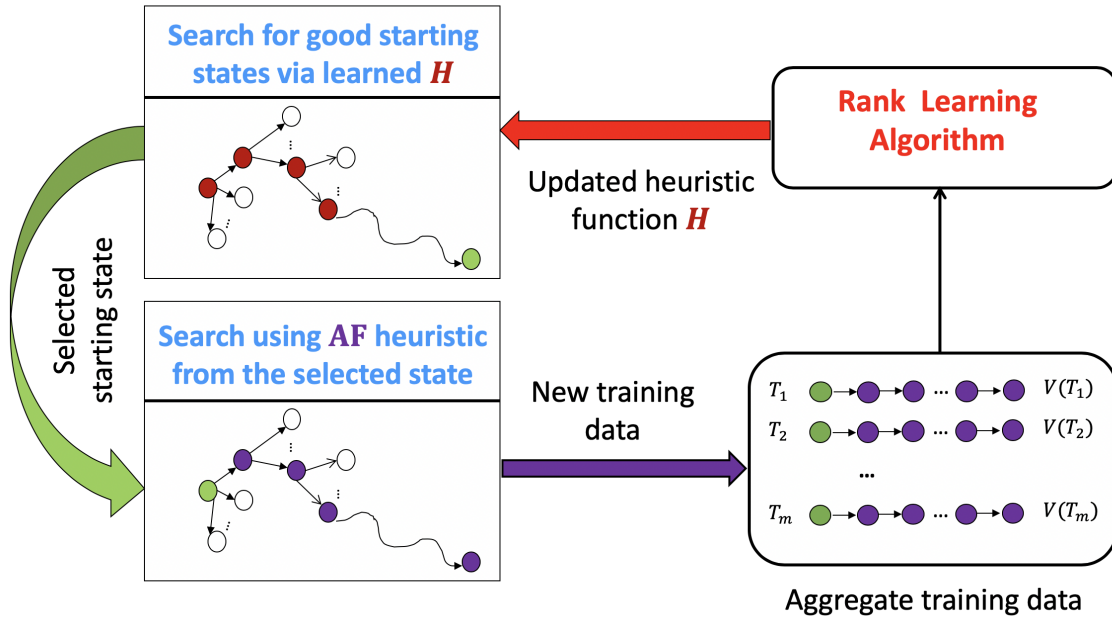 Search for good starting
states via learned H
...
...
...
Rank Learning
Algorithm
Updated heuristic
function H
Selected
starting state
Search using AF heuristic
from the selected state
...
...
...
New training
data
T₁ ... V(T₁)
T₂ ... V(T₂)
...
Tₘ ... V(Tₘ)
Aggregate training data